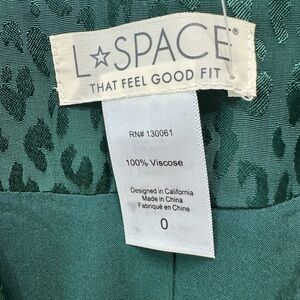 L☆SPACE®
THAT FEEL GOOD FIT
RN# 130061
100% Viscose
Designed in California
Made in China
Fabriqué en Chine
0